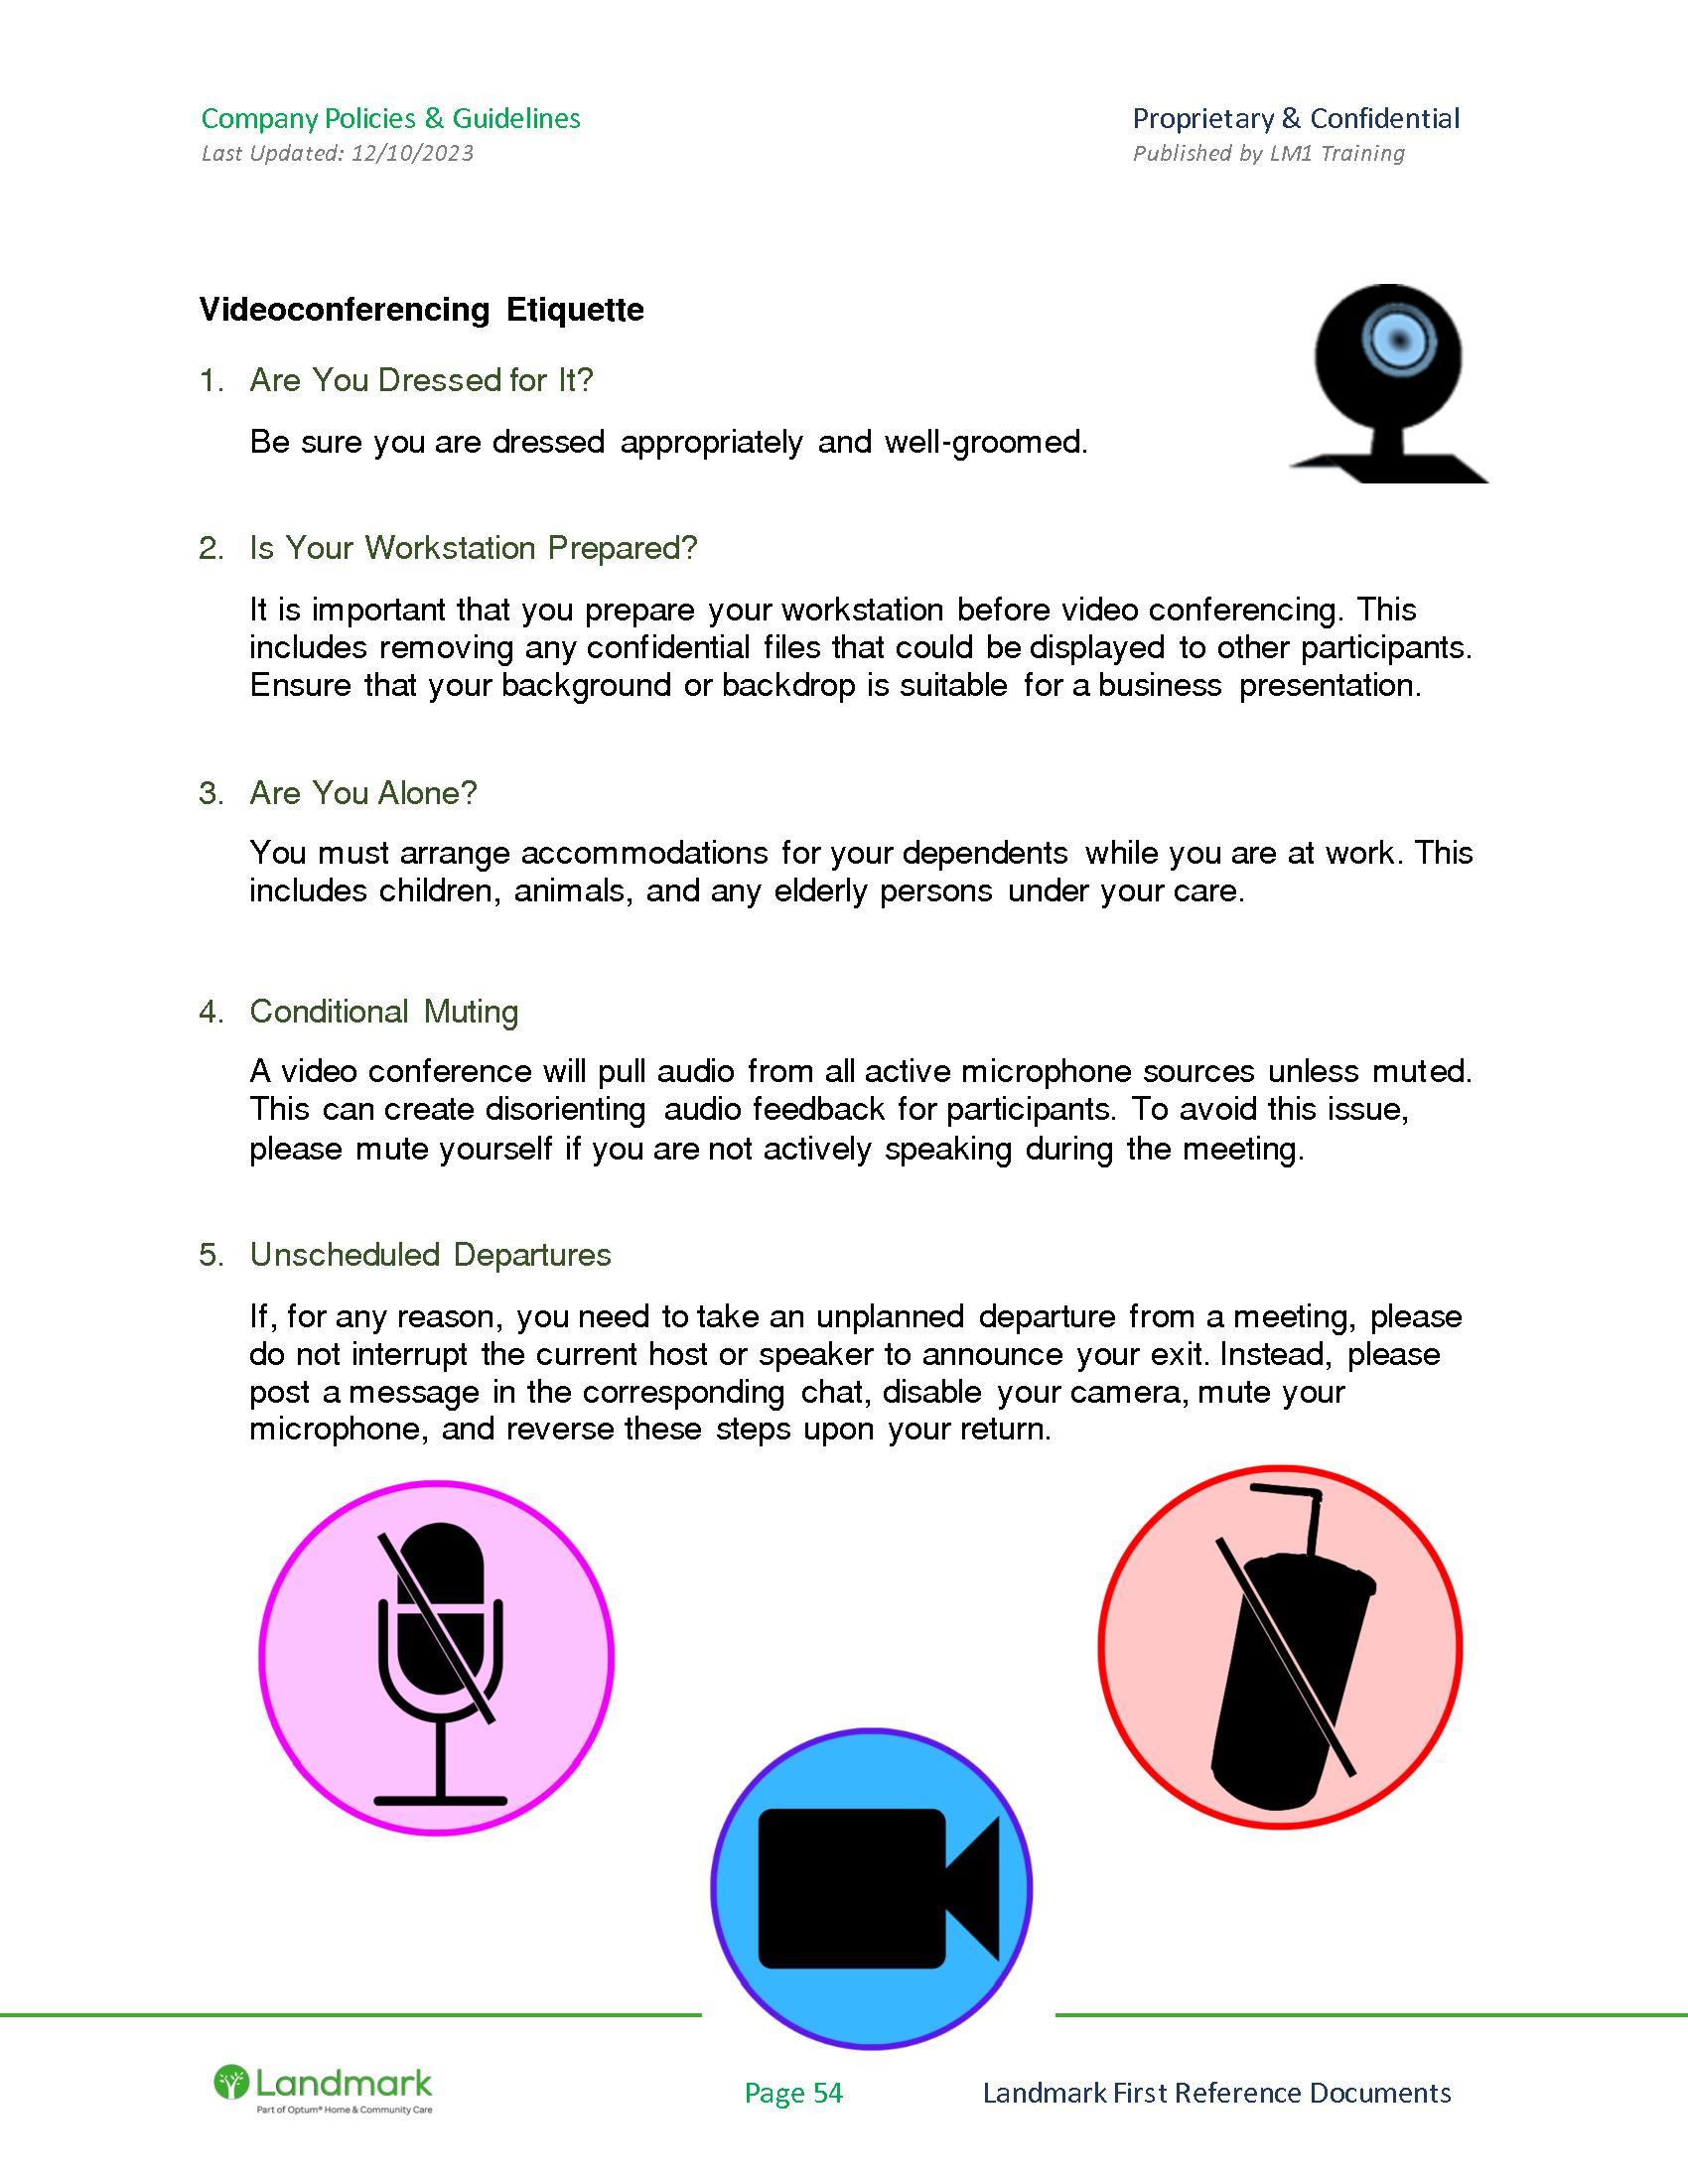 Company Policies & Guidelines
Proprietary & Confidential
Last Updated: 12/10/2023
Published by LM1 Training
Videoconferencing Etiquette
1. Are You Dressed for It?
Be sure you are dressed appropriately and well-groomed.
2. Is Your Workstation Prepared?
It is important that you prepare your workstation before video conferencing. This
includes removing any confidential files that could be displayed to other participants.
Ensure that your background or backdrop is suitable for a business presentation.
3. Are You Alone?
You must arrange accommodations for your dependents while you are at work. This
includes children, animals, and any elderly persons under your care.
4. Conditional Muting
A video conference will pull audio from all active microphone sources unless muted.
This can create disorienting audio feedback for participants. To avoid this issue,
please mute yourself if you are not actively speaking during the meeting.
5. Unscheduled Departures
If, for any reason, you need to take an unplanned departure from a meeting, please
do not interrupt the current host or speaker to announce your exit. Instead, please
post a message in the corresponding chat, disable your camera, mute your
microphone, and reverse these steps upon your return.
Landmark
Part of Optum® Home & Community Care
Page 54
Landmark First Reference Documents